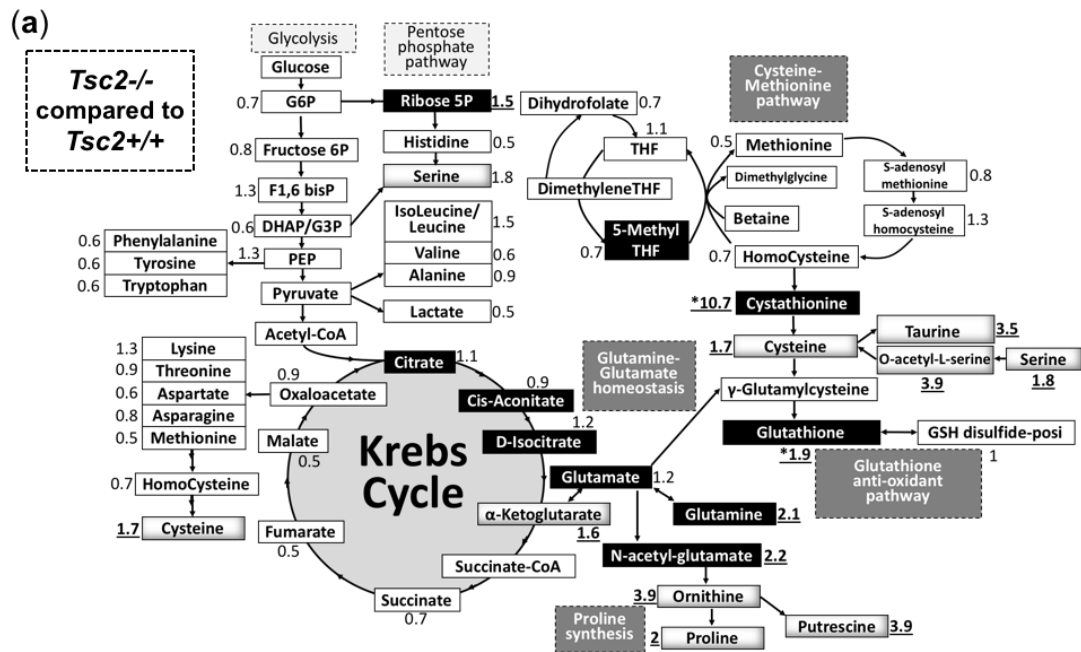 (a)
Tsc2-/-
compared to
Tsc2+/+
Glycolysis
Glucose
0.7
G6P
0.8
Fructose 6P
1.3
F1,6 bisP
0.6
DHAP/G3P
1.3
PEP
Pyruvate
Acetyl-CoA
Pentose
phosphate
pathway
Ribose 5P
1.5
Histidine
0.5
Serine
1.8
IsoLeucine/
Leucine
1.5
Valine
0.6
Alanine
0.9
Lactate
0.5
0.6
Phenylalanine
0.6
Tyrosine
0.6
Tryptophan
Dihydrofolate
0.7
1.1
THF
DimethyleneTHF
5-Methyl
THF
0.7
Cysteine-
Methionine
pathway
0.5
Methionine
Dimethylglycine
Betaine
0.7
HomoCysteine
S-adenosyl
methionine
0.8
S-adenosyl
homocysteine
1.3
*10.7
Cystathionine
1.7
Cysteine
Taurine
3.5
O-acetyl-L-serine
3.9
Serine
1.8
γ-Glutamylcysteine
Glutathione
*1.9
GSH disulfide-posi
1
Glutathione
anti-oxidant
pathway
1.3
Lysine
0.9
Threonine
0.6
Aspartate
0.8
Asparagine
0.5
Methionine
0.7
HomoCysteine
1.7
Cysteine
Krebs
Cycle
Citrate
1.1
0.9
Cis-Aconitate
1.2
D-Isocitrate
α-Ketoglutarate
1.6
Succinate-CoA
Succinate
0.7
Fumarate
0.5
Malate
0.5
0.9
Oxaloacetate
Glutamine-
Glutamate
homeostasis
Glutamate
1.2
Glutamine
2.1
N-acetyl-glutamate
2.2
3.9
Ornithine
Putrescine
3.9
Proline
synthesis
2
Proline